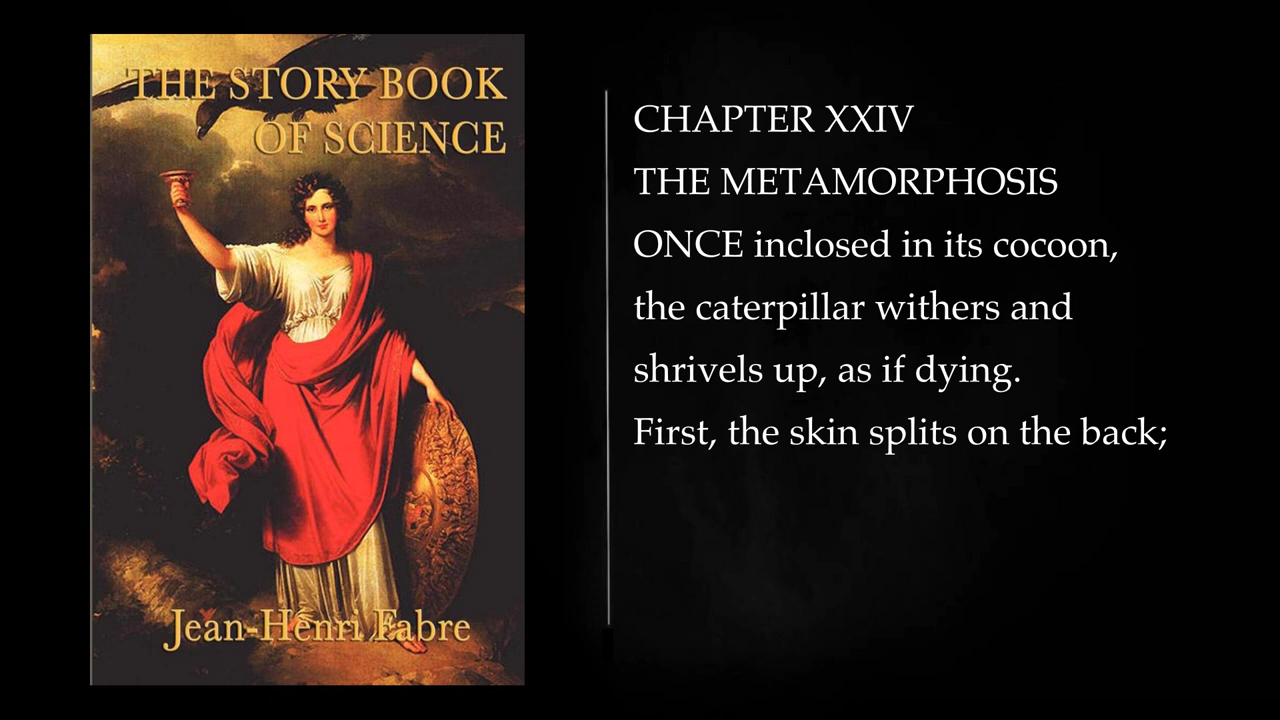 THE STORY BOOK
OF SCIENCE
Jean-Henri Fabre
CHAPTER XXIV
THE METAMORPHOSIS
ONCE inclosed in its cocoon,
the caterpillar withers and
shrivels up, as if dying.
First, the skin splits on the back;